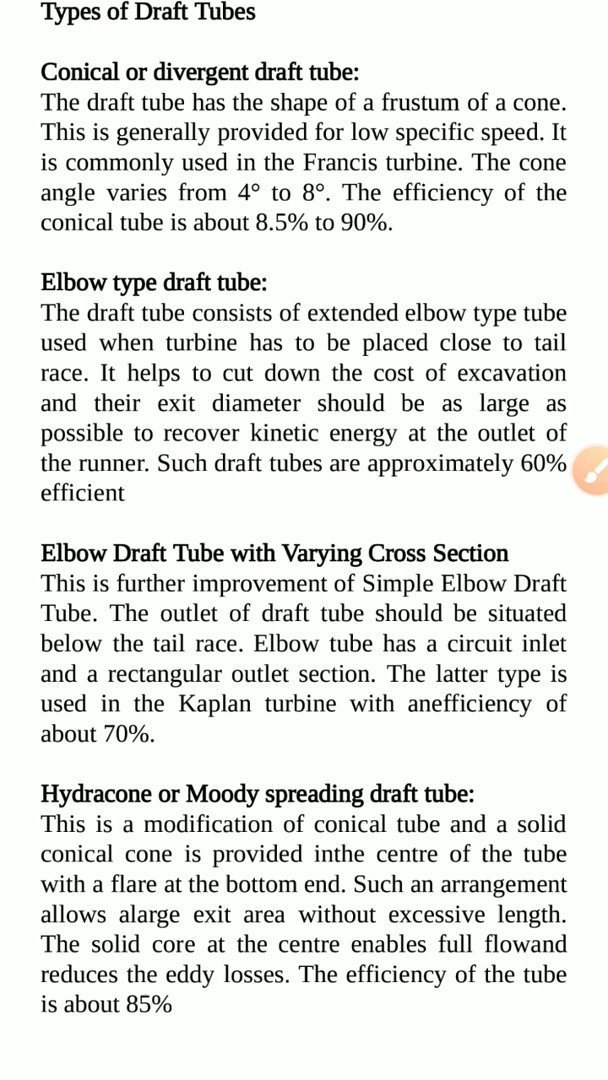 Types of Draft Tubes
Conical or divergent draft tube:
The draft tube has the shape of a frustum of a cone.
This is generally provided for low specific speed. It
is commonly used in the Francis turbine. The cone
angle varies from 4° to 8°. The efficiency of the
conical tube is about 8.5% to 90%.
Elbow type draft tube:
The draft tube consists of extended elbow type tube
used when turbine has to be placed close to tail
race. It helps to cut down the cost of excavation
and their exit diameter should be as large as
possible to recover kinetic energy at the outlet of
the runner. Such draft tubes are approximately 60%
efficient
Elbow Draft Tube with Varying Cross Section
This is further improvement of Simple Elbow Draft
Tube. The outlet of draft tube should be situated
below the tail race. Elbow tube has a circuit inlet
and a rectangular outlet section. The latter type is
used in the Kaplan turbine with anefficiency of
about 70%.
Hydracone or Moody spreading draft tube:
This is a modification of conical tube and a solid
conical cone is provided inthe centre of the tube
with a flare at the bottom end. Such an arrangement
allows alarge exit area without excessive length.
The solid core at the centre enables full flowand
reduces the eddy losses. The efficiency of the tube
is about 85%